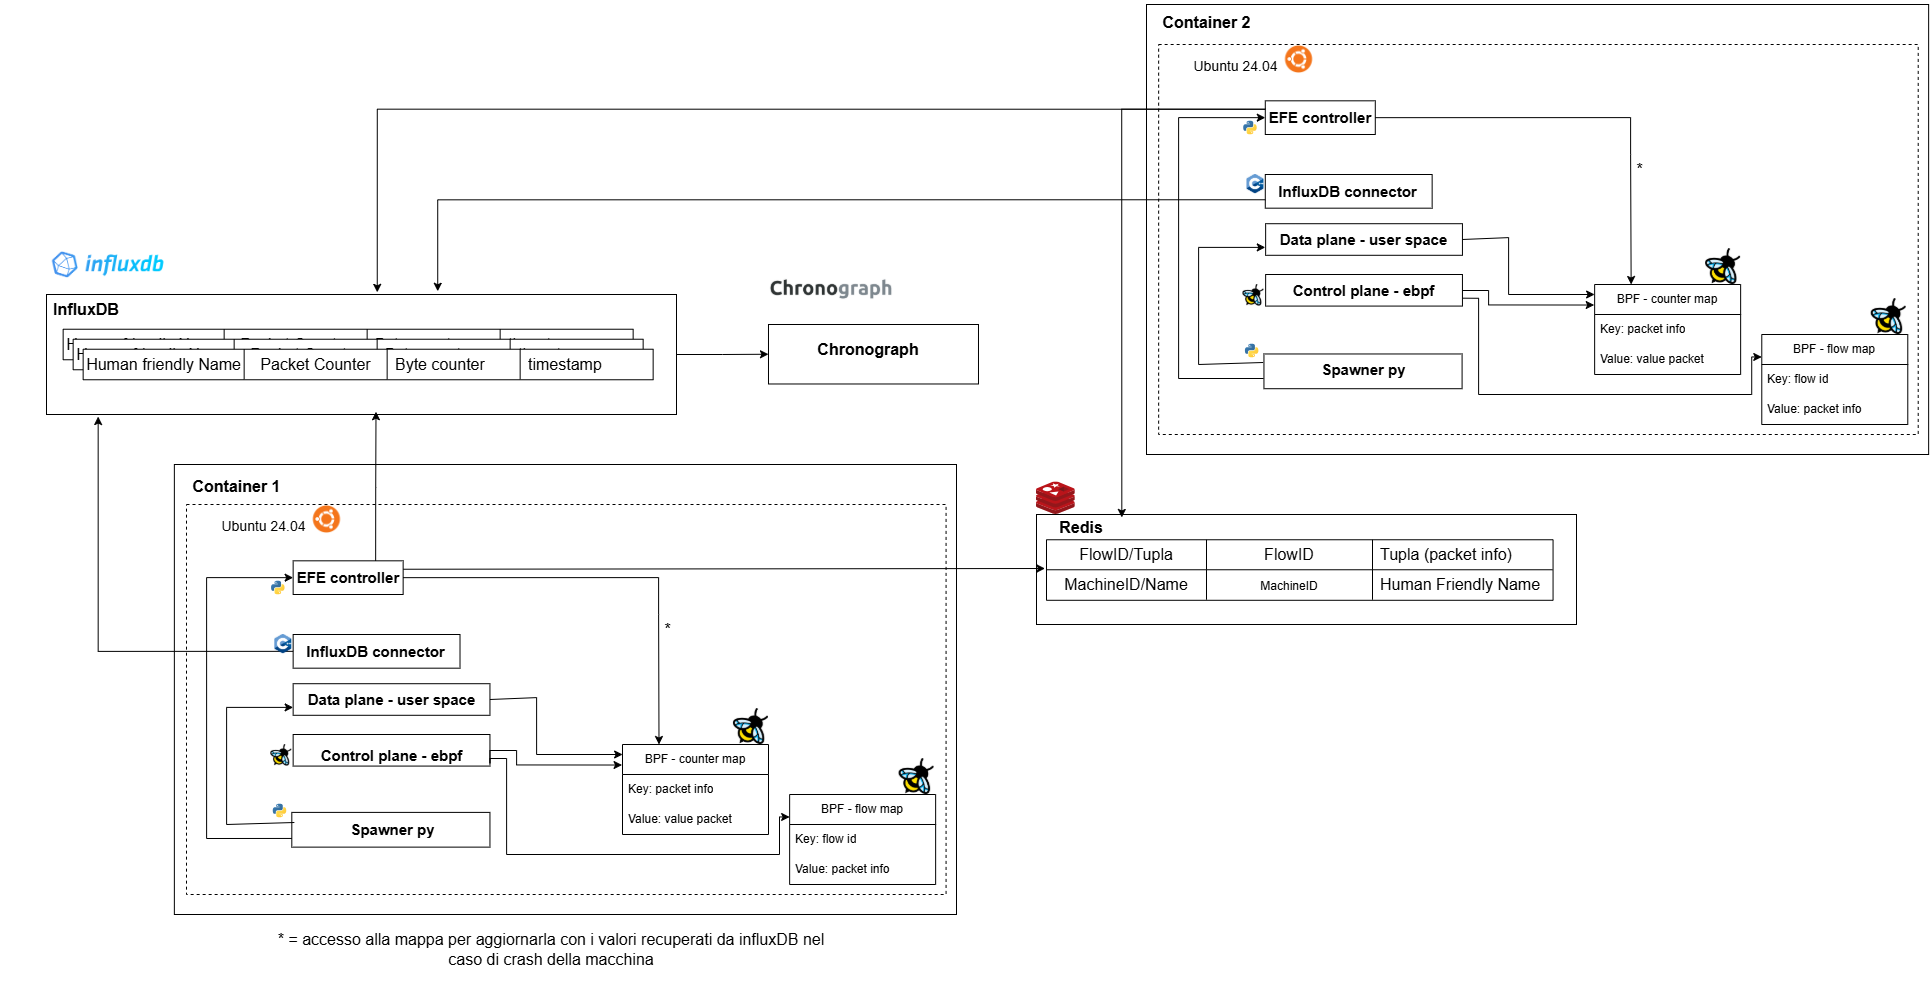 Container 2
Ubuntu 24.04
EFE controller
*
InfluxDB connector
Data plane - user space
Control plane - ebpf
BPF - counter map
Key: packet info
Value: value packet
BPF - flow map
Key: flow id
Value: packet info
Spawner py
influxdb
InfluxDB
Human friendly Name Packet Counter Byte counter timestamp
Chronograph
Chronograph
Container 1
Ubuntu 24.04
EFE controller
*
InfluxDB connector
Data plane - user space
Control plane - ebpf
BPF - counter map
Key: packet info
Value: value packet
BPF - flow map
Key: flow id
Value: packet info
Spawner py
Redis
FlowID/Tupla FlowID Tupla (packet info)
MachineID/Name MachineID Human Friendly Name
* = accesso alla mappa per aggiornarla con i valori recuperati da influxDB nel
caso di crash della macchina